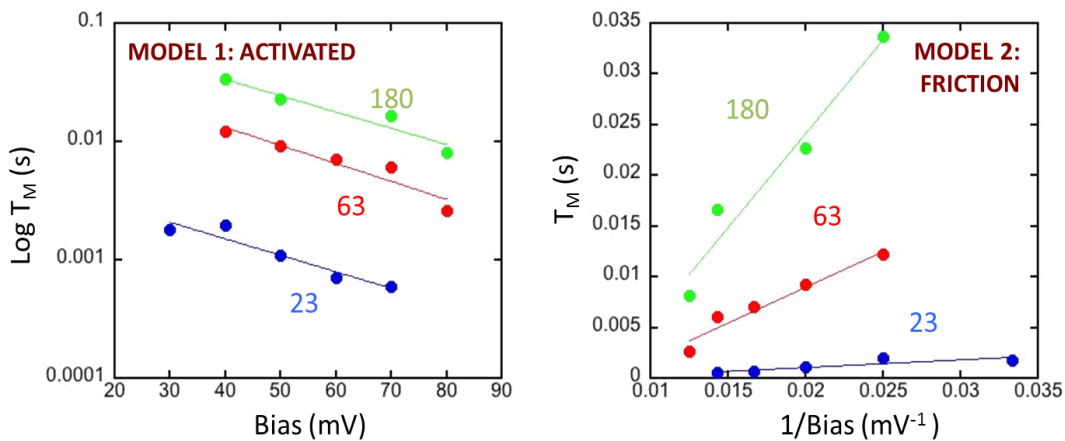 MODEL 1: ACTIVATED
Log T_M (s)
0.1
0.01
0.001
0.0001
180
63
23
20 30 40 50 60 70 80 90
Bias (mV)
MODEL 2:
FRICTION
T_M (s)
0.035
0.03
0.025
0.02
0.015
0.01
0.005
0
180
63
23
0.01 0.015 0.02 0.025 0.03 0.035
1/Bias (mV⁻¹)